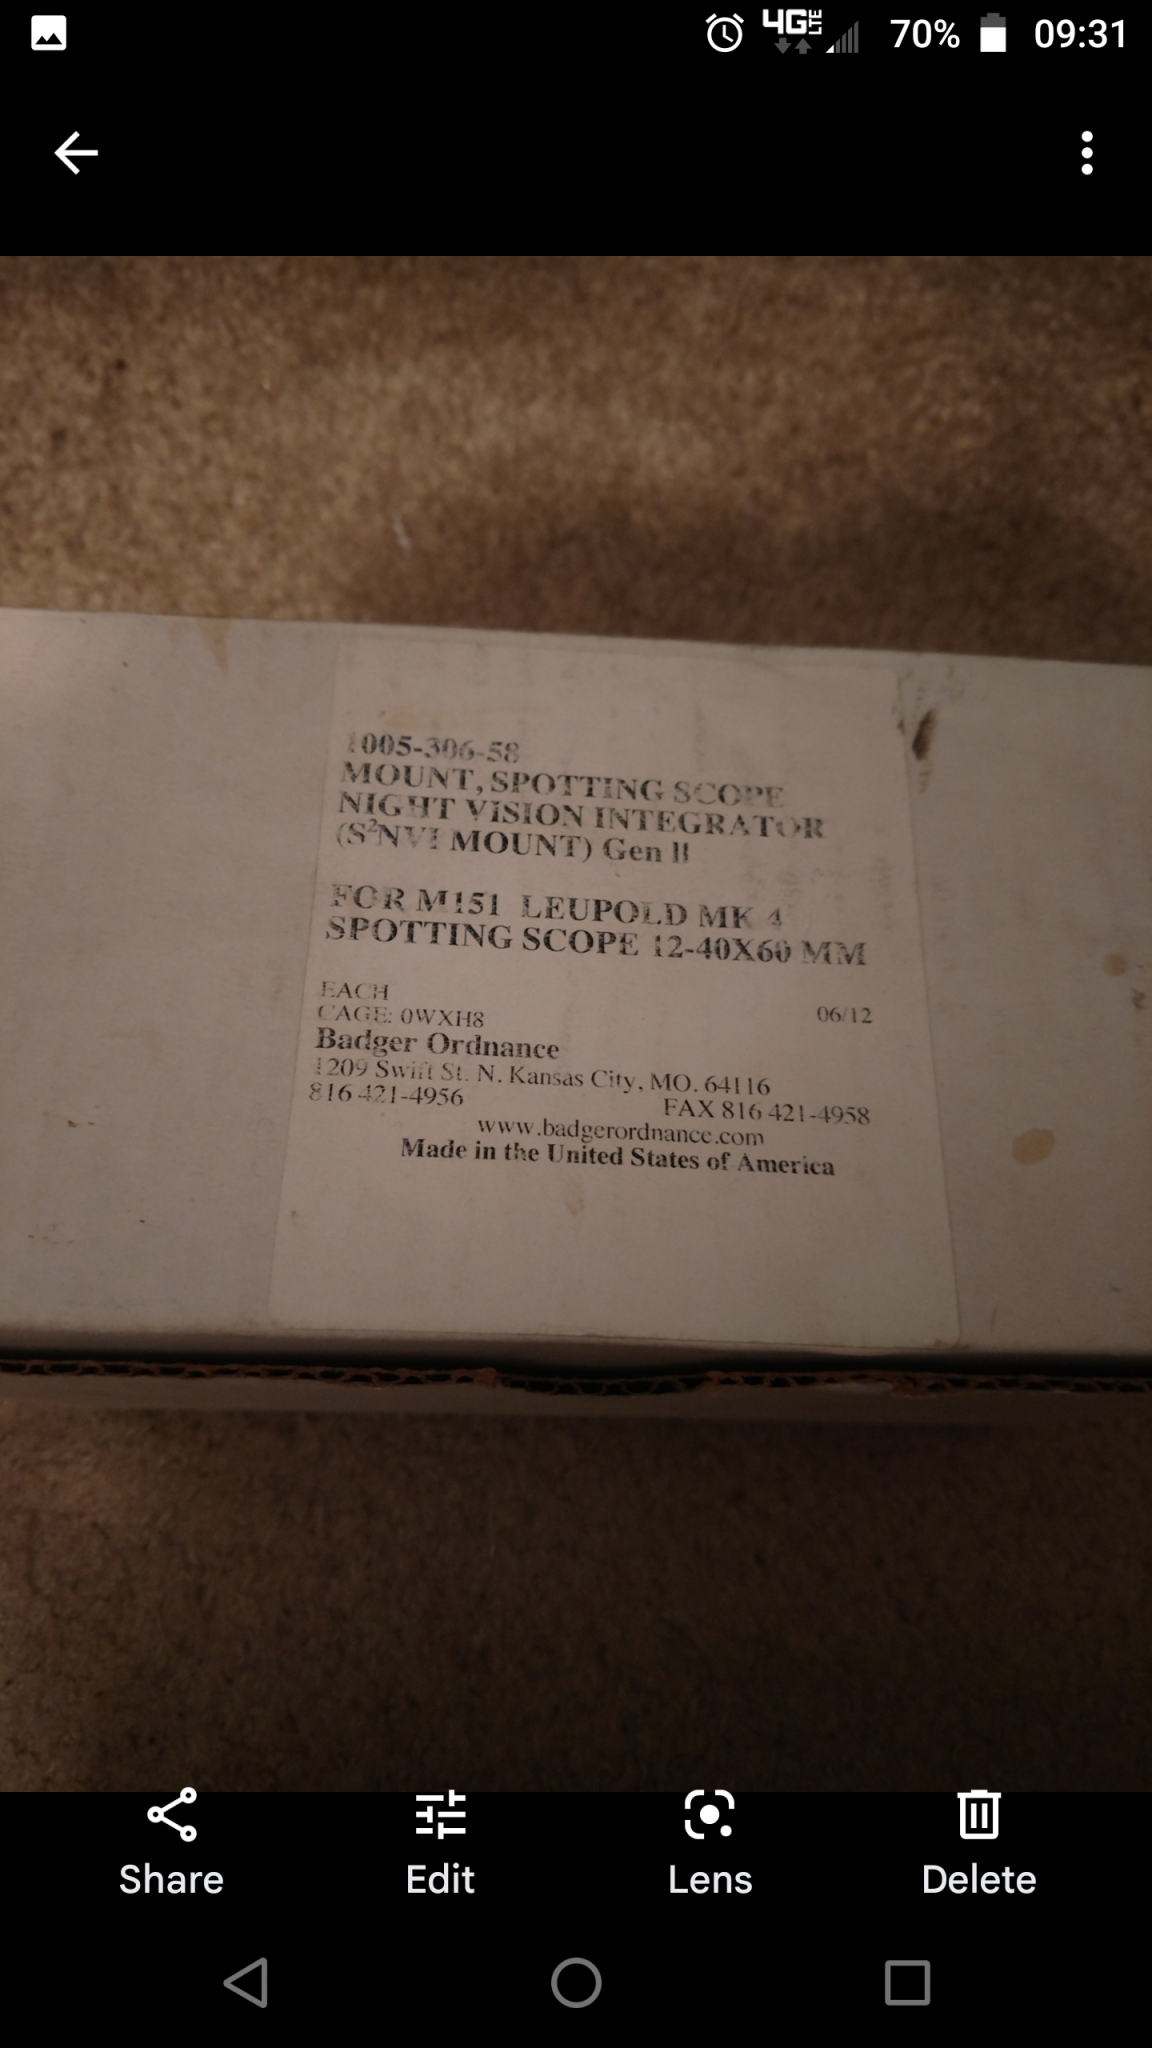 4G LTE 70% 09:31
1005-306-58
MOUNT, SPOTTING SCOPE
NIGHT VISION INTEGRATOR
(S²NVI MOUNT) Gen II
FOR M151 LEUPOLD MK 4
SPOTTING SCOPE 12-40X60 MM
EACH
CAGE: 0WXH8 06/12
Badger Ordnance
1209 Swift St. N. Kansas City, MO. 64116
816 421-4956 FAX 816 421-4958
www.badgerordnance.com
Made in the United States of America
Share Edit Lens Delete